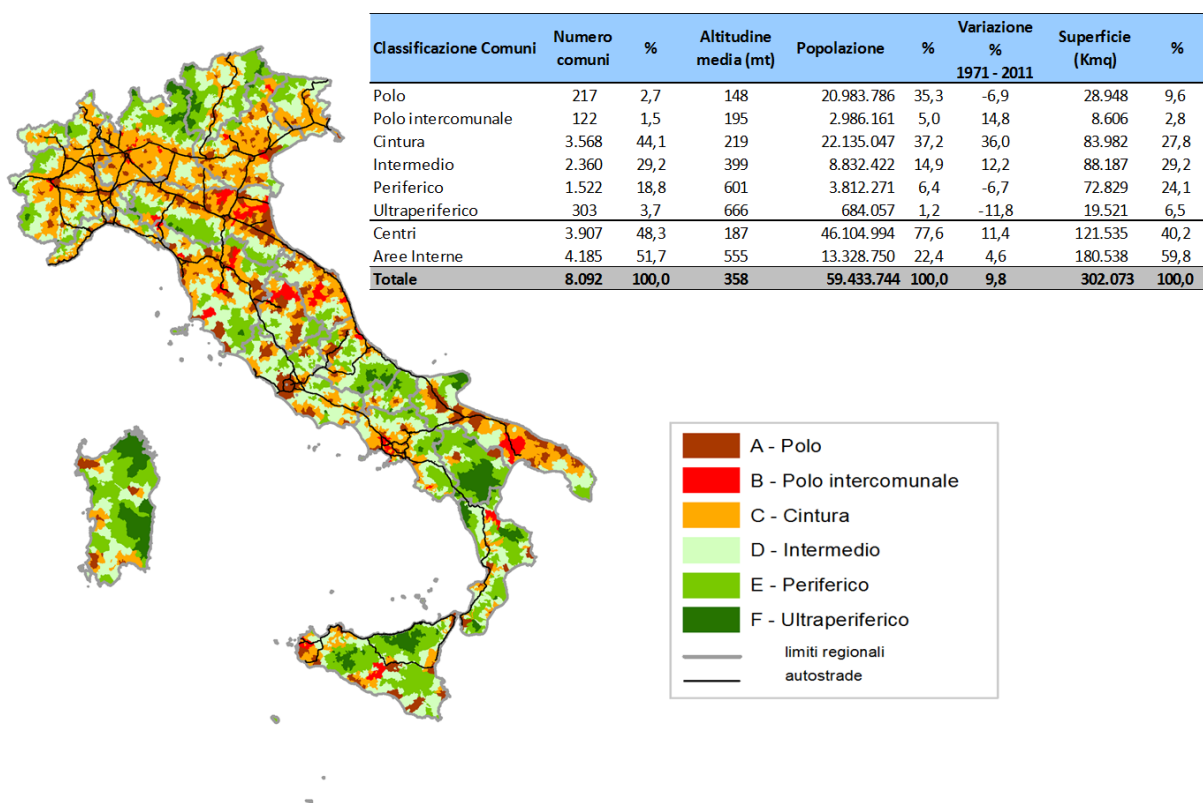 Classificazione Comuni Numero comuni % Altitudine media (mt) Popolazione % Variazione % 1971 - 2011 Superficie (Kmq) %
Polo 217 2,7 148 20.983.786 35,3 -6,9 28.948 9,6
Polo intercomunale 122 1,5 195 2.986.161 5,0 14,8 8.606 2,8
Cintura 3.568 44,1 219 22.135.047 37,2 36,0 83.982 27,8
Intermedio 2.360 29,2 399 8.832.422 14,9 12,2 88.187 29,2
Periferico 1.522 18,8 601 3.812.271 6,4 -6,7 72.829 24,1
Ultraperiferico 303 3,7 666 684.057 1,2 -11,8 19.521 6,5
Centri 3.907 48,3 187 46.104.994 77,6 11,4 121.535 40,2
Aree Interne 4.185 51,7 555 13.328.750 22,4 4,6 180.538 59,8
Totale 8.092 100,0 358 59.433.744 100,0 9,8 302.073 100,0
A - Polo
B - Polo intercomunale
C - Cintura
D - Intermedio
E - Periferico
F - Ultraperiferico
limiti regionali
autostrade